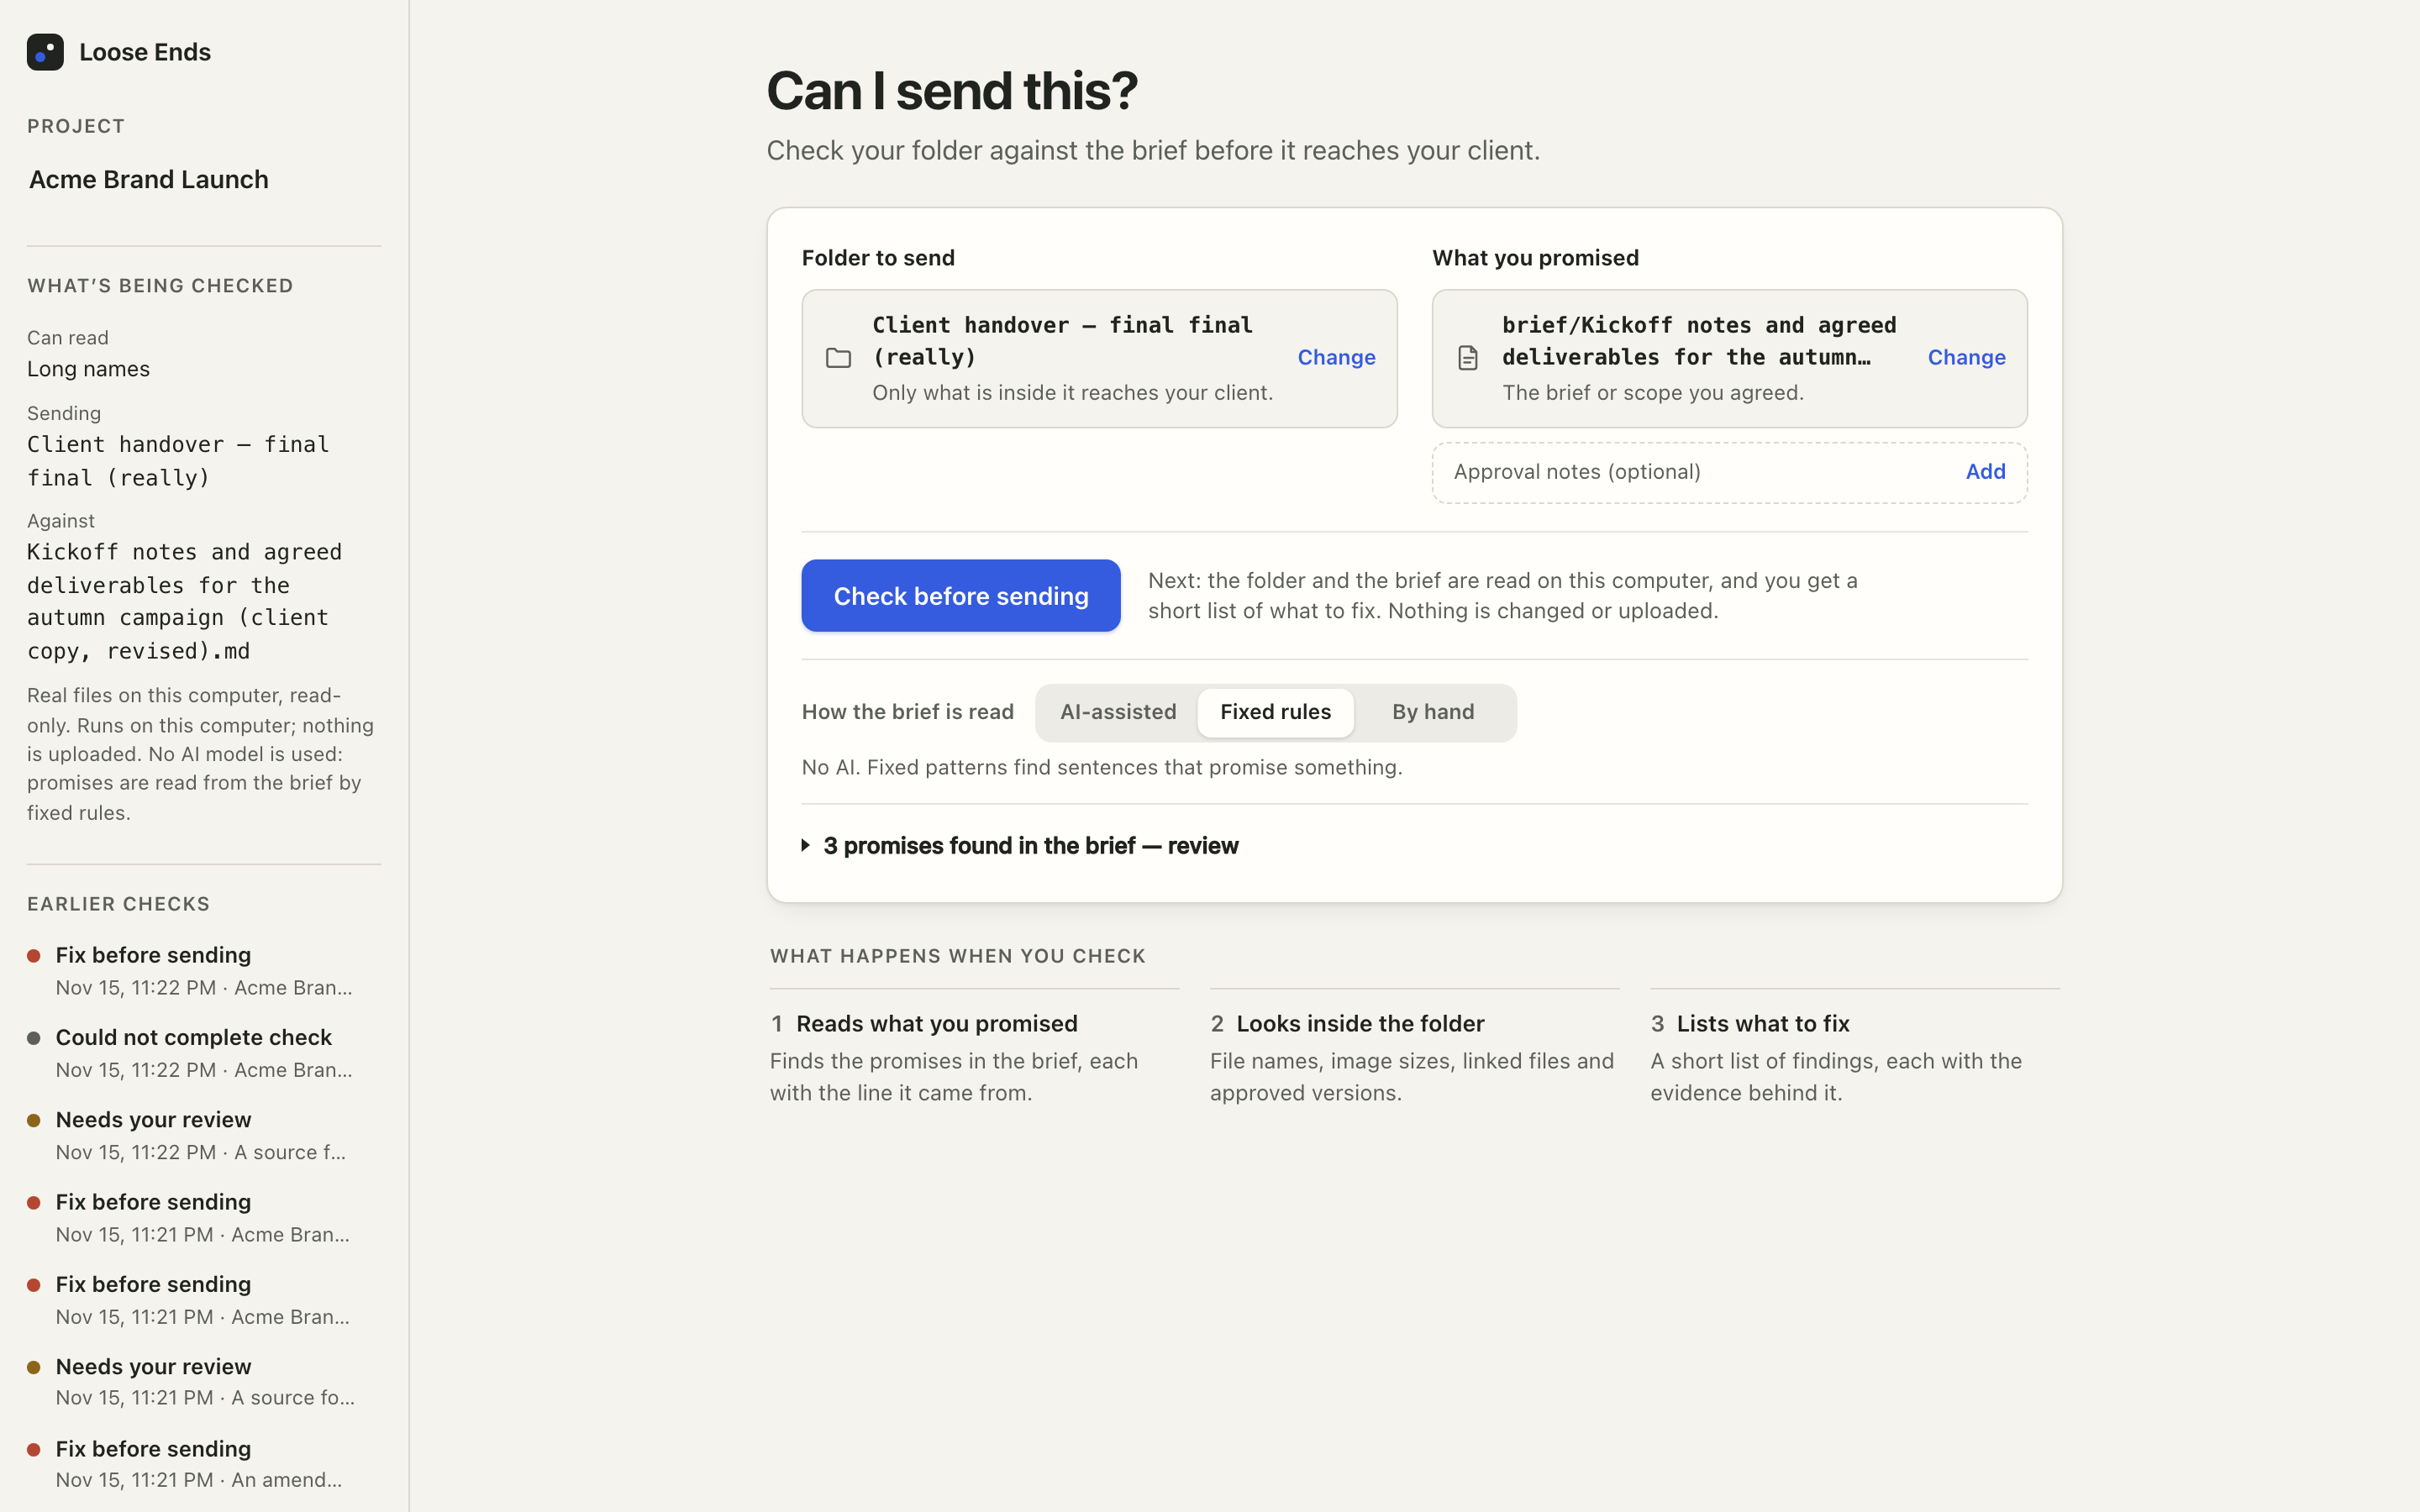 Loose Ends
PROJECT
Acme Brand Launch
WHAT’S BEING CHECKED
Can read
Long names
Sending
Client handover — final
final (really)
Against
Kickoff notes and agreed
deliverables for the
autumn campaign (client
copy, revised).md
Real files on this computer, read-
only. Runs on this computer; nothing
is uploaded. No AI model is used:
promises are read from the brief by
fixed rules.
EARLIER CHECKS
Fix before sending
Nov 15, 11:22 PM · Acme Bran...
Could not complete check
Nov 15, 11:22 PM · Acme Bran...
Needs your review
Nov 15, 11:22 PM · A source f...
Fix before sending
Nov 15, 11:21 PM · Acme Bran...
Fix before sending
Nov 15, 11:21 PM · Acme Bran...
Needs your review
Nov 15, 11:21 PM · A source fo...
Fix before sending
Nov 15, 11:21 PM · An amend...
Can I send this?
Check your folder against the brief before it reaches your client.
Folder to send
Client handover — final final
(really)
Change
Only what is inside it reaches your client.
What you promised
brief/Kickoff notes and agreed
deliverables for the autumn…
Change
The brief or scope you agreed.
Approval notes (optional)
Add
Check before sending
Next: the folder and the brief are read on this computer, and you get a
short list of what to fix. Nothing is changed or uploaded.
How the brief is read
AI-assisted
Fixed rules
By hand
No AI. Fixed patterns find sentences that promise something.
3 promises found in the brief — review
WHAT HAPPENS WHEN YOU CHECK
1 Reads what you promised
Finds the promises in the brief, each
with the line it came from.
2 Looks inside the folder
File names, image sizes, linked files and
approved versions.
3 Lists what to fix
A short list of findings, each with the
evidence behind it.